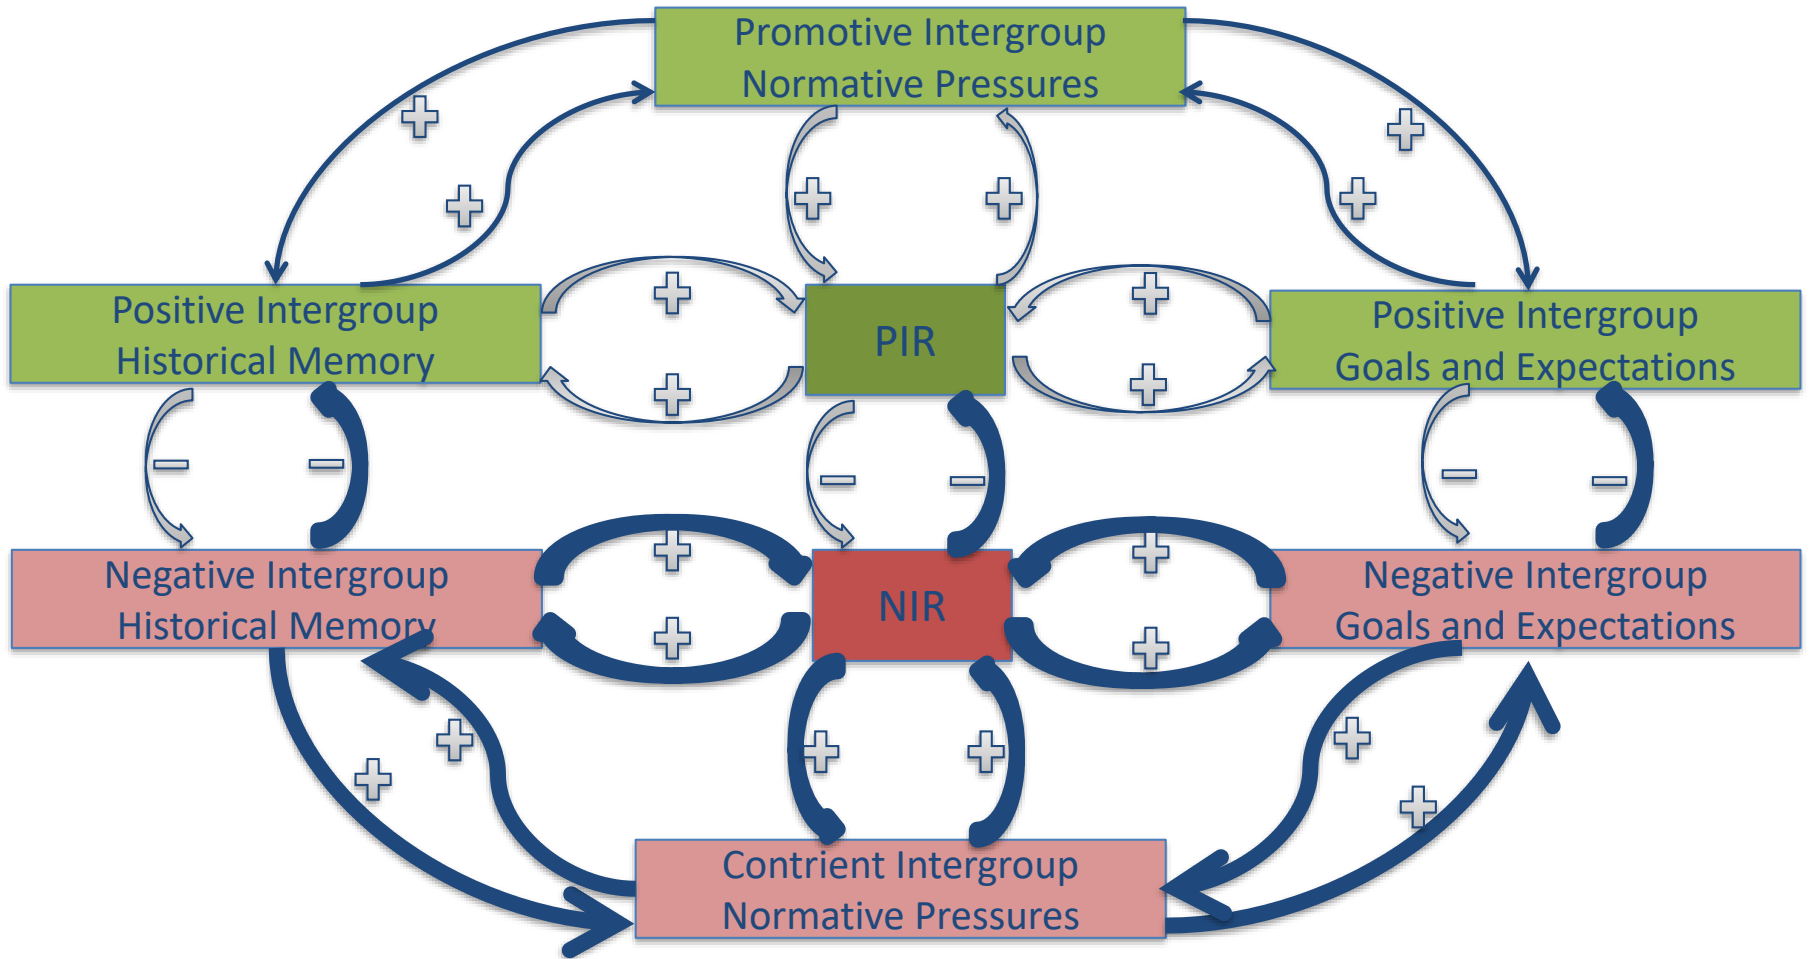 Promotive Intergroup
Normative Pressures
Positive Intergroup
Historical Memory
PIR
Positive Intergroup
Goals and Expectations
Negative Intergroup
Historical Memory
NIR
Negative Intergroup
Goals and Expectations
Contrient Intergroup
Normative Pressures